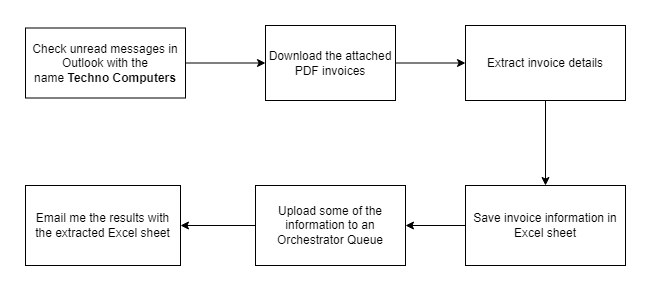 Check unread messages in
Outlook with the
name Techno Computers
Download the attached
PDF invoices
Extract invoice details
Save invoice information in
Excel sheet
Upload some of the
information to an
Orchestrator Queue
Email me the results with
the extracted Excel sheet